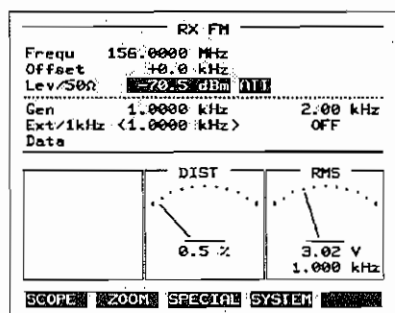 RX FM
Frequ 156.0000 MHz
Offset +0.0 kHz
Lev/50Ω -70.5 dBm ATT
Gen 1.0000 kHz 2.00 kHz
Ext/1kHz <1.0000 kHz> OFF
Data
DIST RMS
0.5 % 3.02 V
1.000 kHz
SCOPE ZOOM SPECIAL SYSTEM